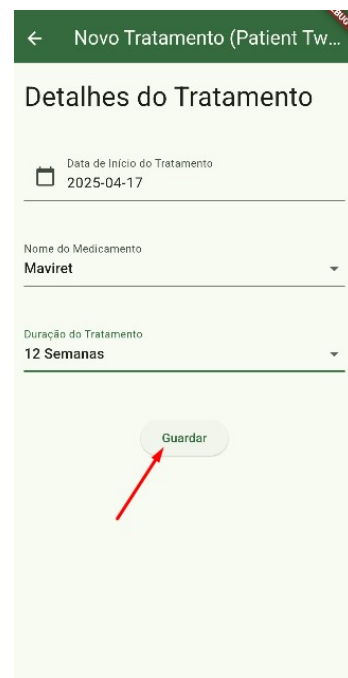 Novo Tratamento (Patient Tw...
Detalhes do Tratamento
Data de Início do Tratamento
2025-04-17
Nome do Medicamento
Maviret
Duração do Tratamento
12 Semanas
Guardar